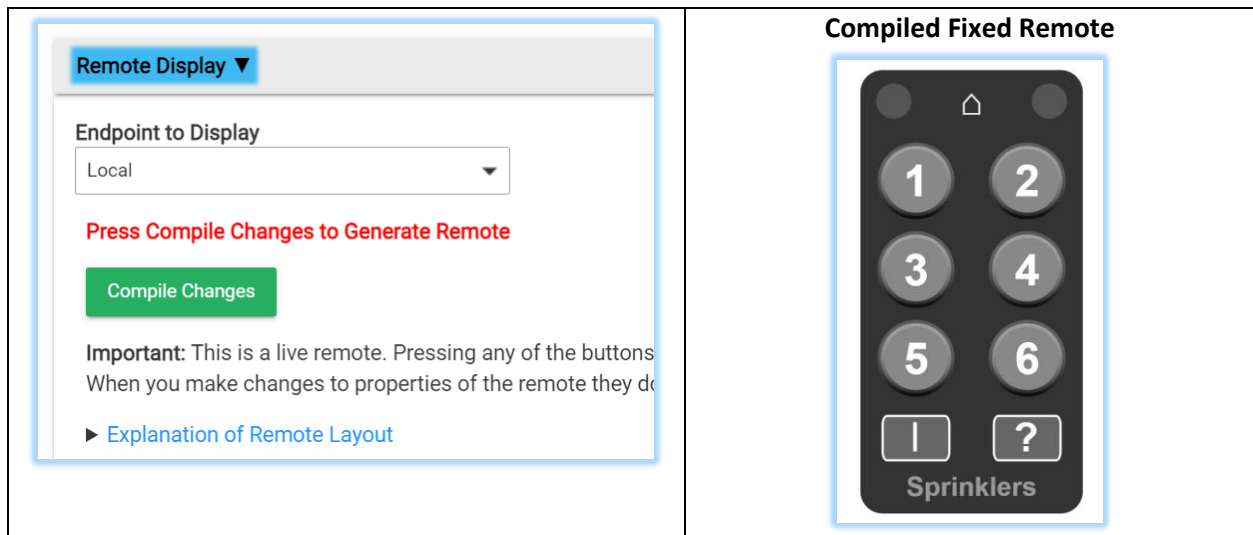 Remote Display ▼
Endpoint to Display
Local
Press Compile Changes to Generate Remote
Compile Changes
Important: This is a live remote. Pressing any of the buttons
When you make changes to properties of the remote they do
▶ Explanation of Remote Layout
Compiled Fixed Remote
1 2
3 4
5 6
| ?
Sprinklers